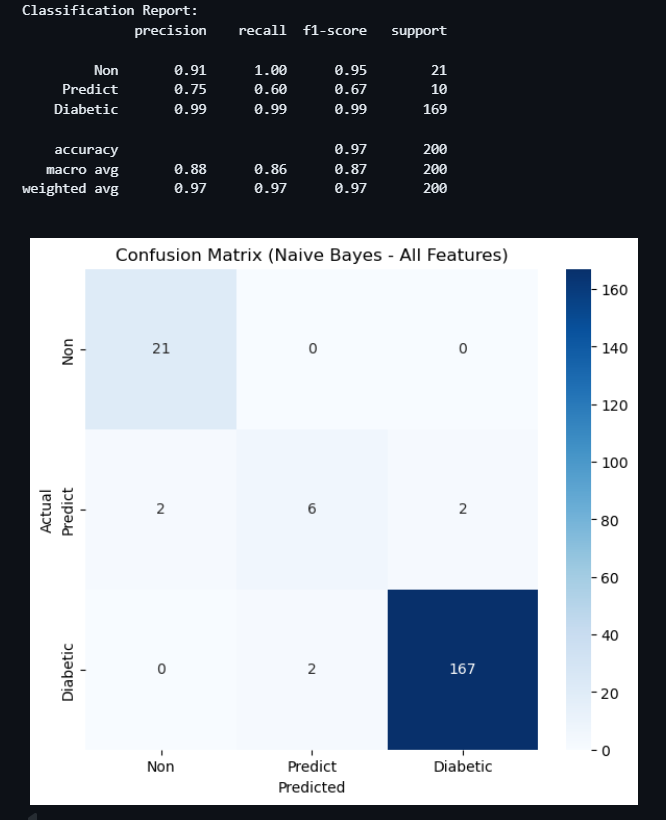 Classification Report:
precision recall f1-score support
Non 0.91 1.00 0.95 21
Predict 0.75 0.60 0.67 10
Diabetic 0.99 0.99 0.99 169
accuracy 0.97 200
macro avg 0.88 0.86 0.87 200
weighted avg 0.97 0.97 0.97 200
Confusion Matrix (Naive Bayes - All Features)
Actual
Non 21 0 0
Predict 2 6 2
Diabetic 0 2 167
Non Predict Diabetic
Predicted
160
140
120
100
80
60
40
20
0